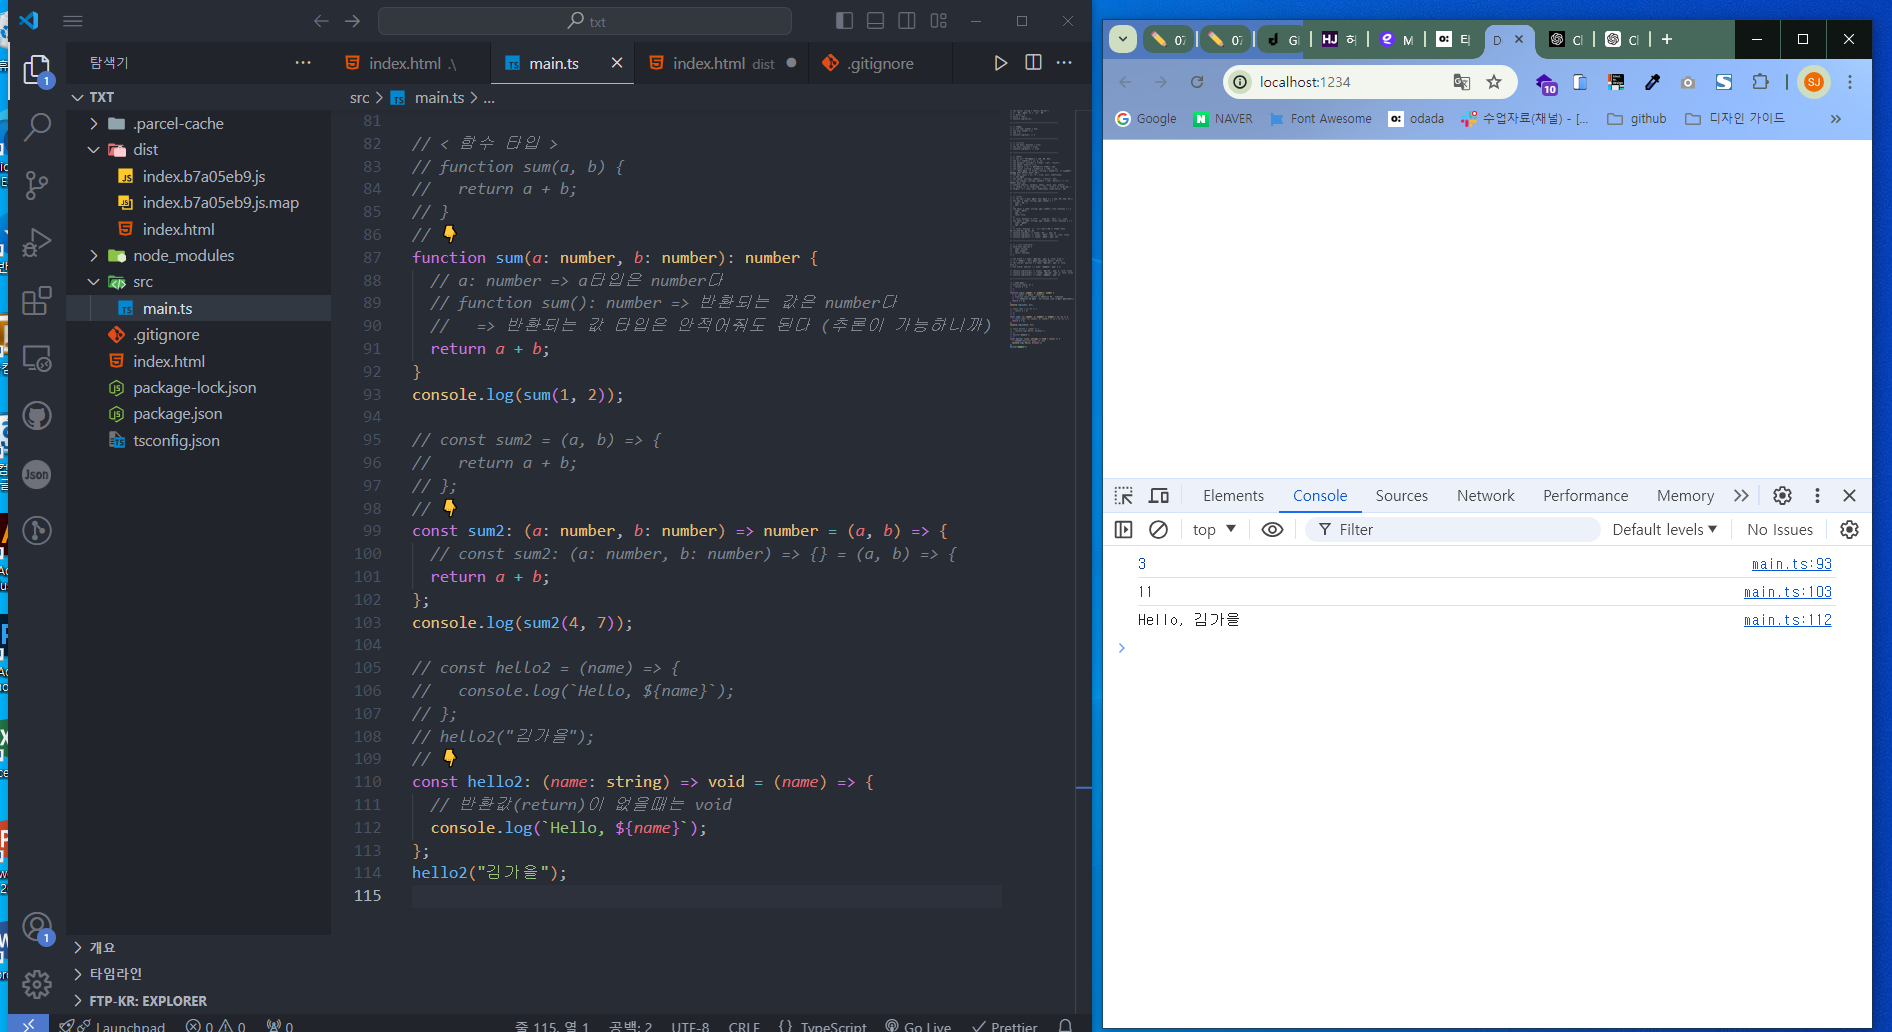 txt
탐색기
TXT
.parcel-cache
dist
index.b7a05eb9.js
index.b7a05eb9.js.map
index.html
node_modules
src
main.ts
.gitignore
index.html
package-lock.json
package.json
tsconfig.json
개요
타임라인
FTP-KR: EXPLORER
index.html .\
main.ts
index.html dist
.gitignore
src > main.ts > ...
81
82 // < 함수 타입 >
83 // function sum(a, b) {
84 //   return a + b;
85 // }
86 // 👇
87 function sum(a: number, b: number): number {
88   // a: number => a타입은 number다
89   // function sum(): number => 반환되는 값은 number다
90   //   => 반환되는 값 타입은 안적어줘도 된다 (추론이 가능하니까)
91   return a + b;
92 }
93 console.log(sum(1, 2));
94
95 // const sum2 = (a, b) => {
96 //   return a + b;
97 // };
98 // 👇
99 const sum2: (a: number, b: number) => number = (a, b) => {
100   // const sum2: (a: number, b: number) => {} = (a, b) => {
101   return a + b;
102 };
103 console.log(sum2(4, 7));
104
105 // const hello2 = (name) => {
106 //   console.log(`Hello, ${name}`);
107 // };
108 // hello2("김가을");
109 // 👇
110 const hello2: (name: string) => void = (name) => {
111   // 반환값(return)이 없을때는 void
112   console.log(`Hello, ${name}`);
113 };
114 hello2("김가을");
115
Launchpad 0 0 0 줄 115, 열 1 공백: 2 UTF-8 CRLF {} TypeScript Go Live Prettier
localhost:1234
10
SJ
Google NAVER Font Awesome odada 수업자료(채널) - [... github 디자인 가이드
Elements Console Sources Network Performance Memory
top Filter Default levels No Issues
3 main.ts:93
11 main.ts:103
Hello, 김가을 main.ts:112